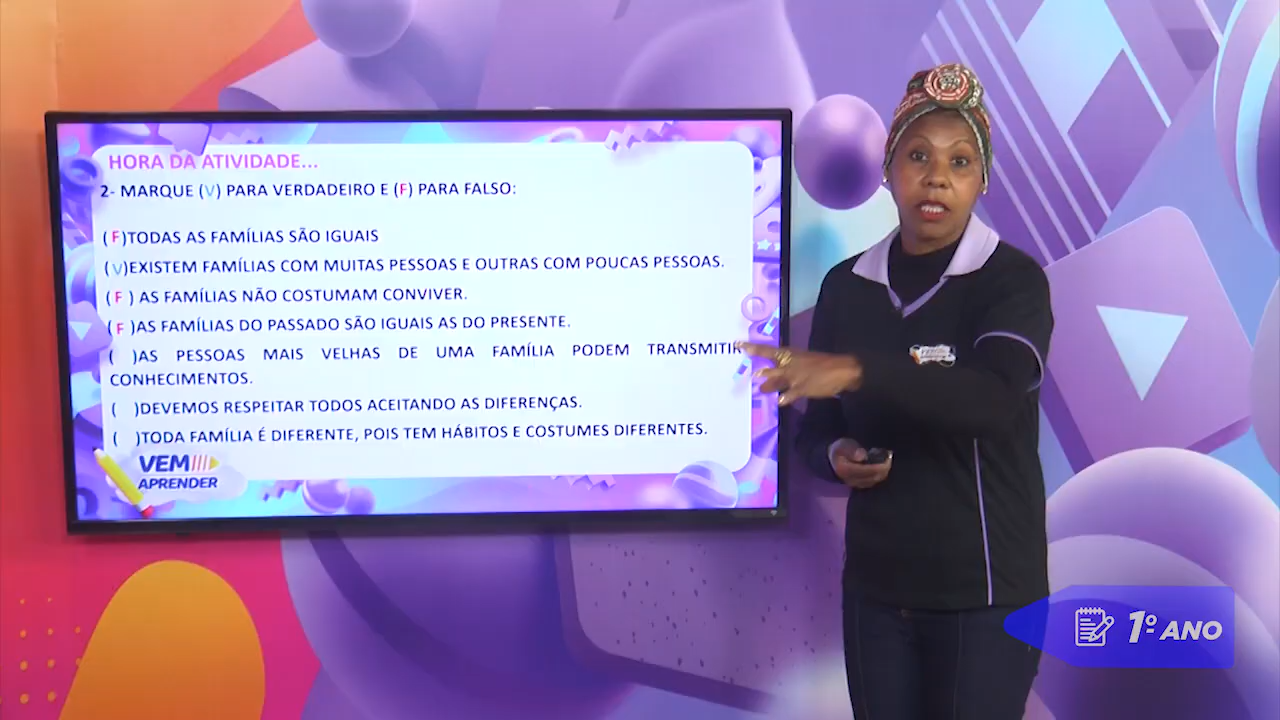 HORA DA ATIVIDADE...
2- MARQUE (V) PARA VERDADEIRO E (F) PARA FALSO:
(F)TODAS AS FAMÍLIAS SÃO IGUAIS
(V)EXISTEM FAMÍLIAS COM MUITAS PESSOAS E OUTRAS COM POUCAS PESSOAS.
(F ) AS FAMÍLIAS NÃO COSTUMAM CONVIVER.
(F )AS FAMÍLIAS DO PASSADO SÃO IGUAIS AS DO PRESENTE.
( )AS PESSOAS MAIS VELHAS DE UMA FAMÍLIA PODEM TRANSMITIR
CONHECIMENTOS.
( )DEVEMOS RESPEITAR TODOS ACEITANDO AS DIFERENÇAS.
( )TODA FAMÍLIA É DIFERENTE, POIS TEM HÁBITOS E COSTUMES DIFERENTES.
VEM
APRENDER
1º ANO